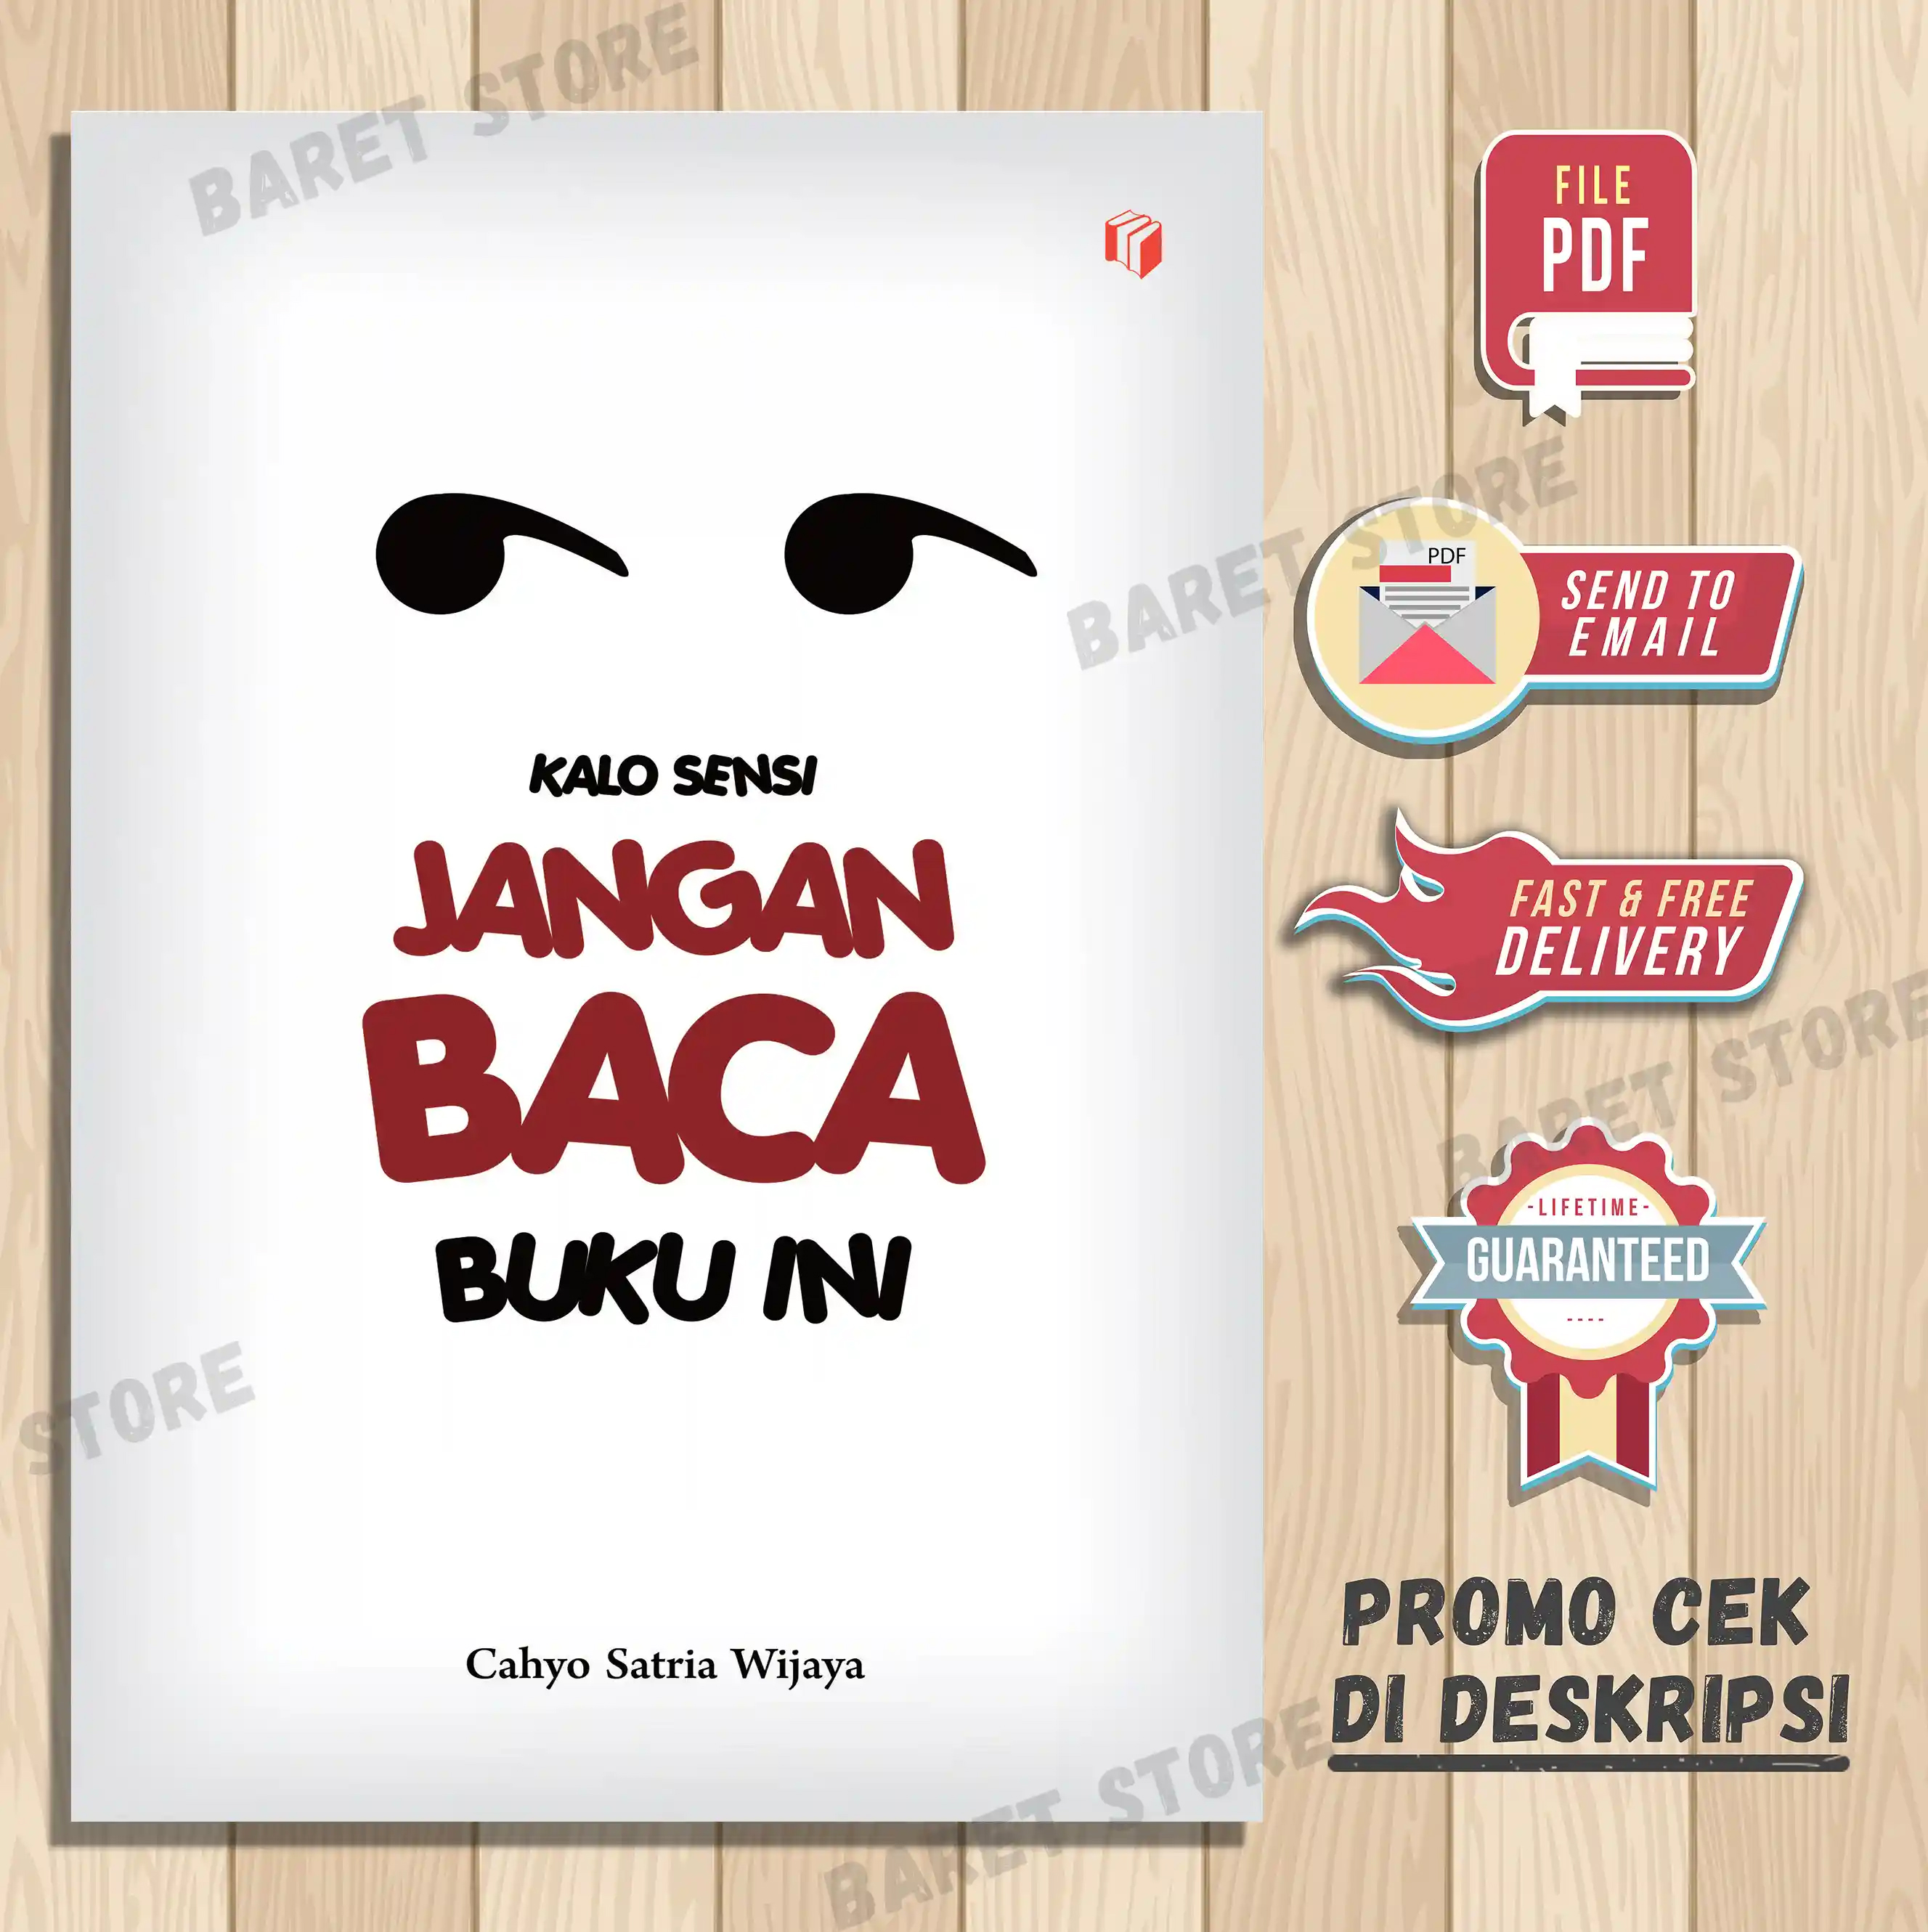 BARET STORE
KALO SENSI
JANGAN
BACA
BUKU INI
Cahyo Satria Wijaya
FILE
PDF
BARET STORE
PDF
SEND TO
EMAIL
FAST & FREE
DELIVERY
BARET STORE
-LIFETIME-
GUARANTEED
----
STORE
PROMO CEK
DI DESKRIPSI
BARET STORE